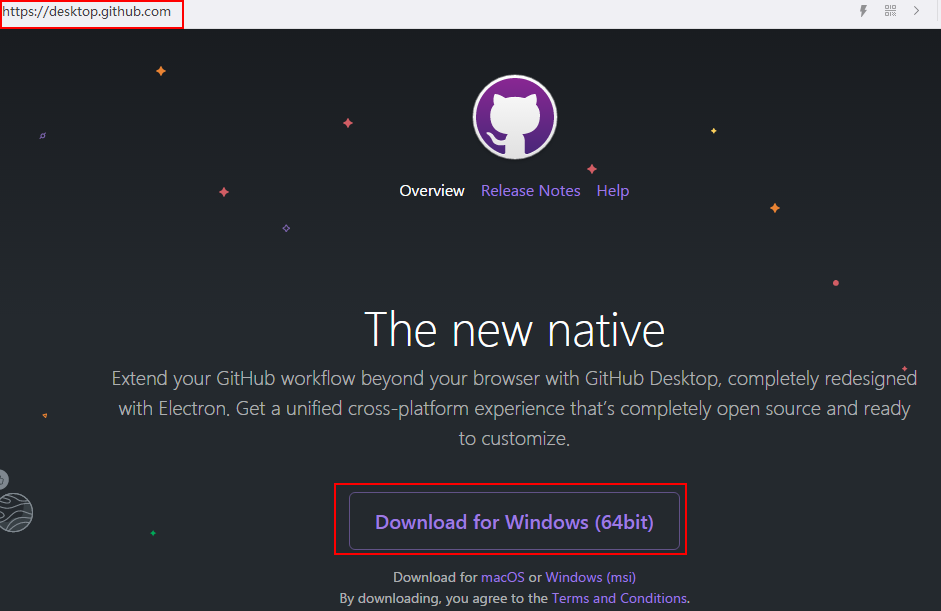 https://desktop.github.com
Overview Release Notes Help
The new native
Extend your GitHub workflow beyond your browser with GitHub Desktop, completely redesigned
with Electron. Get a unified cross-platform experience that’s completely open source and ready
to customize.
Download for Windows (64bit)
Download for macOS or Windows (msi)
By downloading, you agree to the Terms and Conditions.